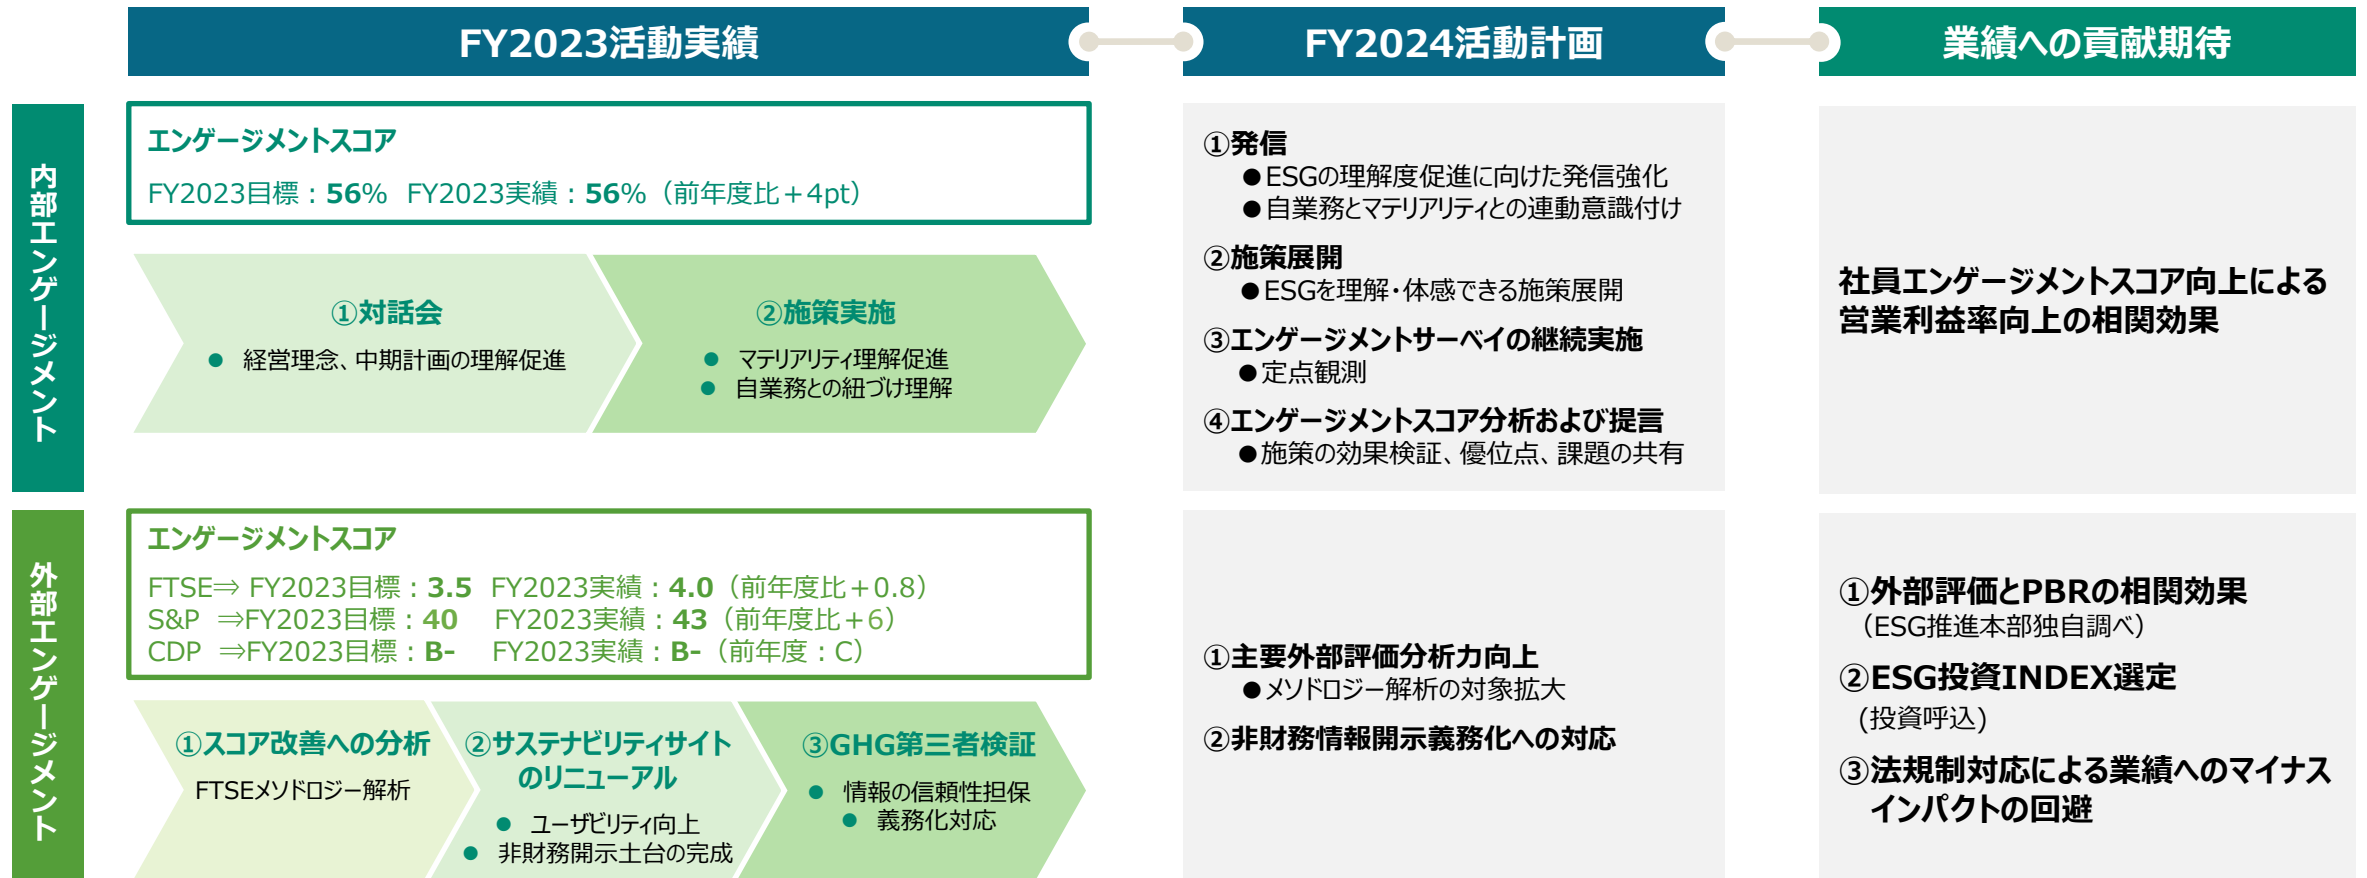 FY2023活動実績
FY2024活動計画
業績への貢献期待
内部エンゲージメント
エンゲージメントスコア
FY2023目標：56% FY2023実績：56%（前年度比＋4pt）
①対話会
● 経営理念、中期計画の理解促進
②施策実施
● マテリアリティ理解促進
● 自業務との紐づけ理解
①発信
●ESGの理解度促進に向けた発信強化
●自業務とマテリアリティとの連動意識付け
②施策展開
●ESGを理解・体感できる施策展開
③エンゲージメントサーベイの継続実施
●定点観測
④エンゲージメントスコア分析および提言
●施策の効果検証、優位点、課題の共有
社員エンゲージメントスコア向上による
営業利益率向上の相関効果
外部エンゲージメント
エンゲージメントスコア
FTSE⇒ FY2023目標：3.5 FY2023実績：4.0（前年度比＋0.8）
S&P ⇒FY2023目標：40 FY2023実績：43（前年度比＋6）
CDP ⇒FY2023目標：B- FY2023実績：B-（前年度：C）
①スコア改善への分析
FTSEメソドロジー解析
②サステナビリティサイト
のリニューアル
● ユーザビリティ向上
● 非財務開示土台の完成
③GHG第三者検証
● 情報の信頼性担保
● 義務化対応
①主要外部評価分析力向上
●メソドロジー解析の対象拡大
②非財務情報開示義務化への対応
①外部評価とPBRの相関効果
（ESG推進本部独自調べ）
②ESG投資INDEX選定
(投資呼込)
③法規制対応による業績へのマイナス
インパクトの回避